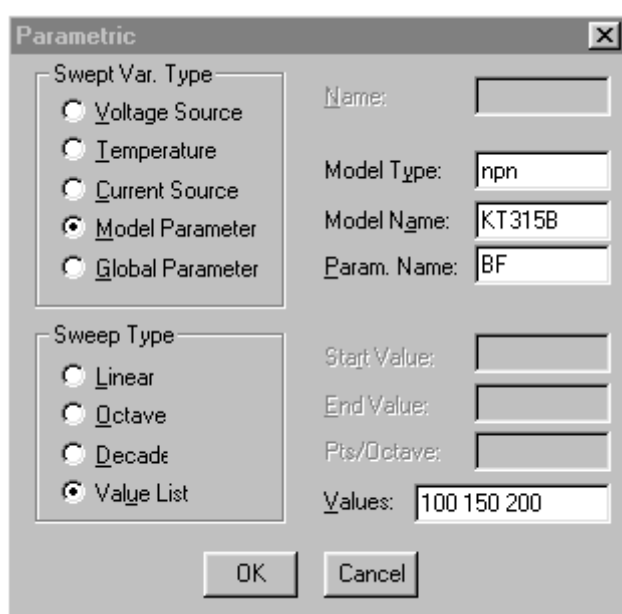 Parametric
Swept Var. Type
Voltage Source
Temperature
Current Source
Model Parameter
Global Parameter
Name:
Model Type: npn
Model Name: KT315B
Param. Name: BF
Sweep Type
Linear
Octave
Decade
Value List
Start Value:
End Value:
Pts/Octave:
Values: 100 150 200
OK
Cancel